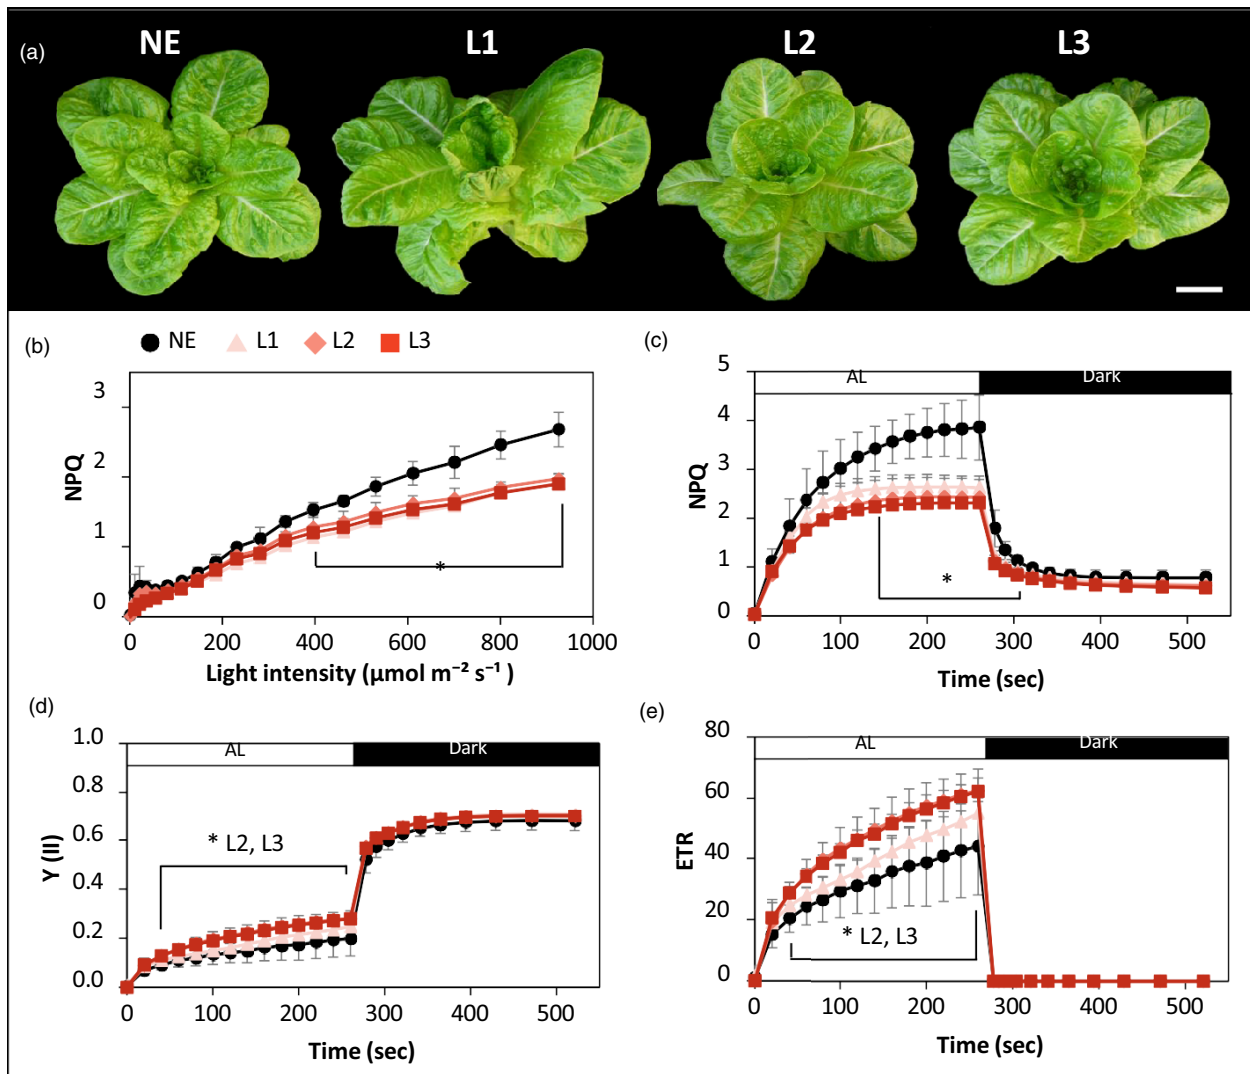 (a)
NE L1 L2 L3
(b)
NE L1 L2 L3
3
2
1
0
NPQ
0 200 400 600 800 1000
Light intensity (µmol m⁻² s⁻¹ )
*
(c)
AL Dark
5
4
3
2
1
0
NPQ
*
0 100 200 300 400 500
Time (sec)
(d)
AL Dark
1.0
0.8
0.6
0.4
0.2
0.0
Y (II)
* L2, L3
0 100 200 300 400 500
Time (sec)
(e)
AL Dark
80
60
40
20
0
ETR
* L2, L3
0 100 200 300 400 500
Time (sec)